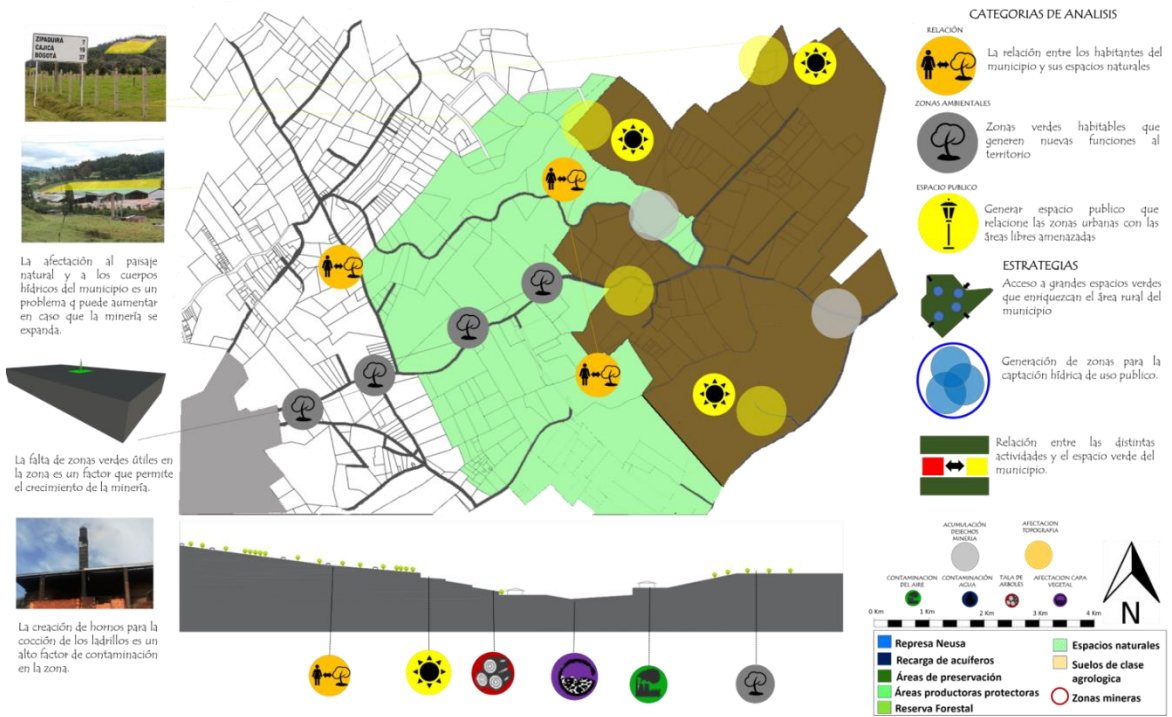 ZIPAQUIRÁ 7
CAJICÁ 19
BOGOTÁ 37
La afectación al paisaje
natural y a los cuerpos
hídricos del municipio es un
problema q puede aumentar
en caso que la minería se
expanda.
La falta de zonas verdes útiles en
la zona es un factor que permite
el crecimiento de la minería.
La creación de hornos para la
cocción de los ladrillos es un
alto factor de contaminación
en la zona.
CATEGORIAS DE ANALISIS
RELACIÓN
La relación entre los habitantes del
municipio y sus espacios naturales
ZONAS AMBIENTALES
Zonas verdes habitables que
generen nuevas funciones al
territorio
ESPACIO PUBLICO
Generar espacio publico que
relacione las zonas urbanas con las
áreas libres amenazadas
ESTRATEGIAS
Acceso a grandes espacios verdes
que enriquezcan el área rural del
municipio
Generación de zonas para la
captación hídrica de uso publico.
Relación entre las distintas
actividades y el espacio verde del
municipio.
ACUMULACIÓN
DESECHOS
MINERIA
AFECTACION
TOPOGRAFIA
CONTAMINACION
DEL AIRE
CONTAMINACIÓN
AGUA
TALA DE
ARBOLES
AFECTACION CAPA
VEGETAL
0 Km 1 Km 2 Km 3 Km 4 Km
N
Represa Neusa
Recarga de acuíferos
Áreas de preservación
Áreas productoras protectoras
Reserva Forestal
Espacios naturales
Suelos de clase
agrologica
Zonas mineras